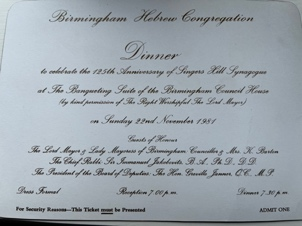 Birmingham Hebrew Congregation
Dinner
to celebrate the 125th Anniversary of Singers Hill Synagogue
at The Banqueting Suite of the Birmingham Council House
(by kind permission of The Right Worshipful The Lord Mayor)
on Sunday 22nd November 1981
Guests of Honour
The Lord Mayor & Lady Mayoress of Birmingham Councillor & Mrs. K. Barton
The Chief Rabbi Sir Immanuel Jakobovits, B.A. Ph.D. D.D.
The President of the Board of Deputies. The Hon. Greville Janner, Q.C. M.P.
Dress Formal Reception 7.00 p.m. Dinner 7.30 p.m.
For Security Reasons—This Ticket must be Presented ADMIT ONE